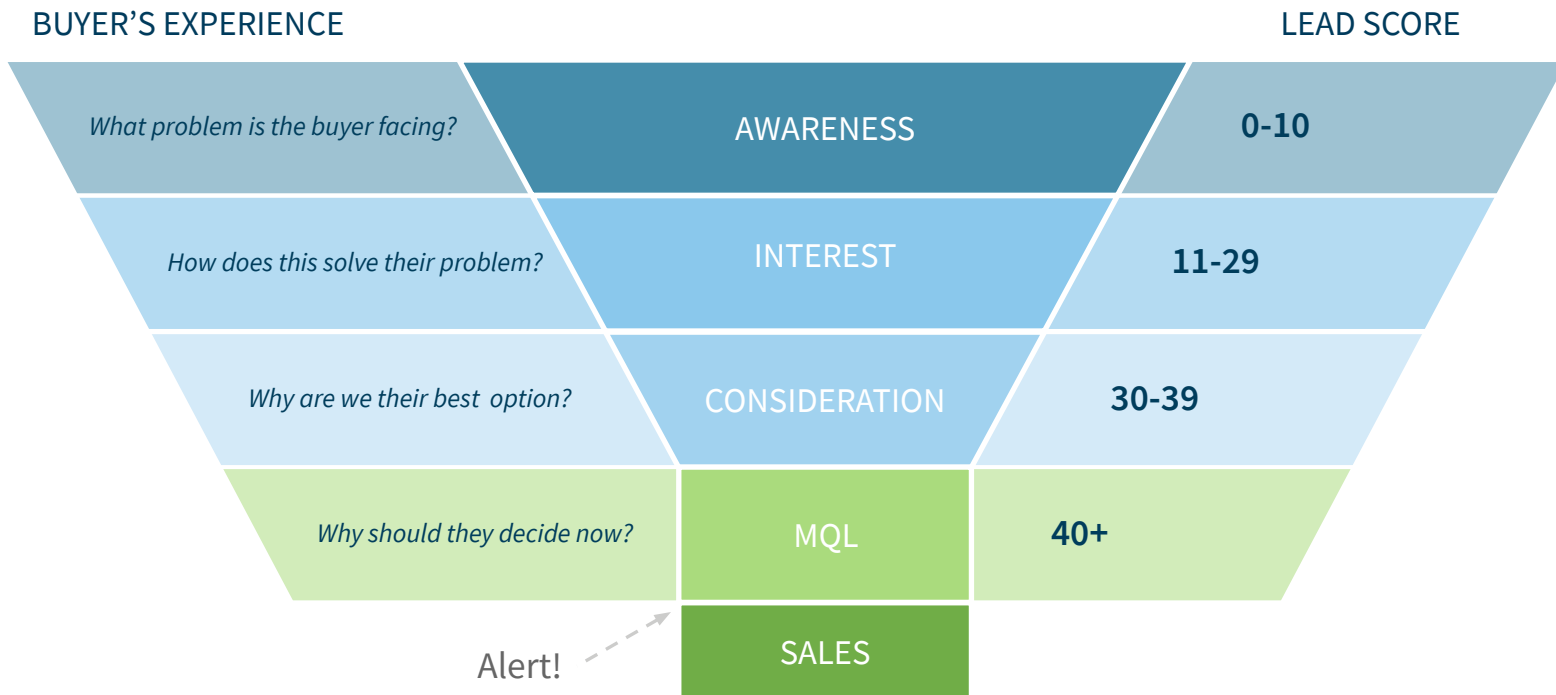 BUYER’S EXPERIENCE
LEAD SCORE
What problem is the buyer facing?
AWARENESS
0-10
How does this solve their problem?
INTEREST
11-29
Why are we their best  option?
CONSIDERATION
30-39
Why should they decide now?
MQL
40+
Alert!
SALES